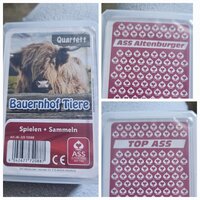 Quartett
Bauernhof Tiere
Spielen + Sammeln
ASS
ASS Altenburger
TOP ASS